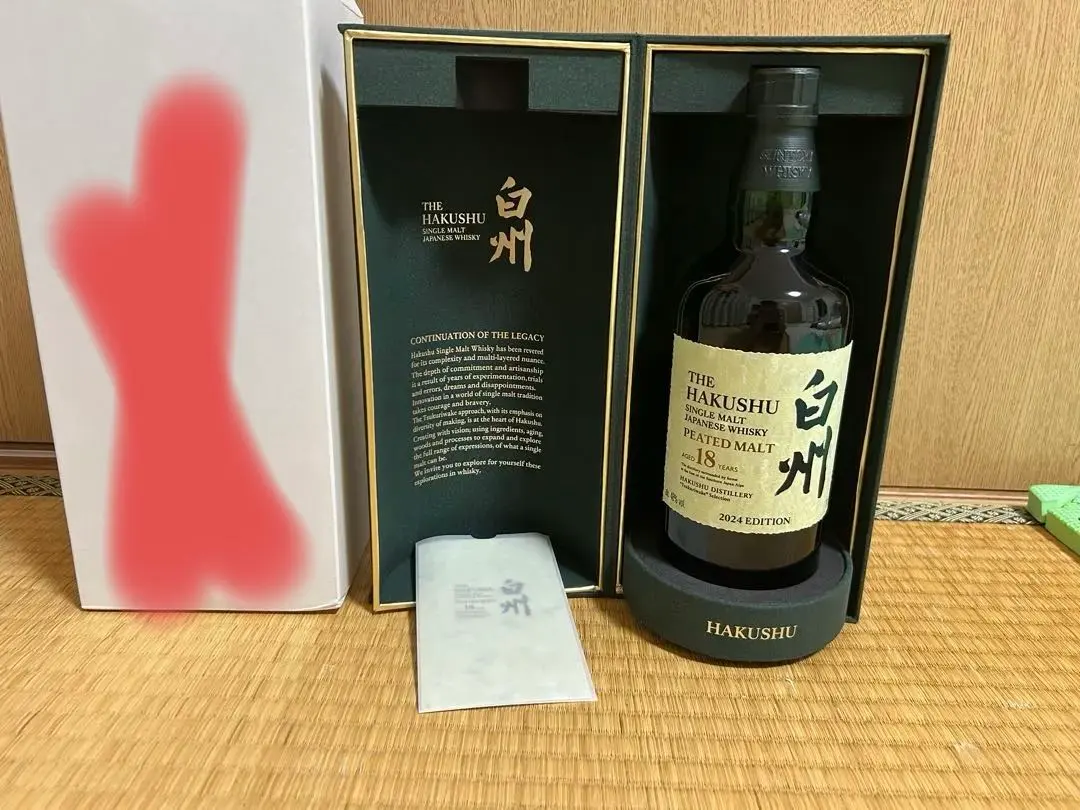 THE
HAKUSHU
SINGLE MALT
JAPANESE WHISKY
白州
CONTINUATION OF THE LEGACY
Hakushu Single Malt Whisky has been revered
for its complexity and multi-layered nuance.
The depth of commitment and artisanship
is a result of years of experimentation, trials
and errors, dreams and disappointments.
Innovation in a world of single malt tradition
takes courage and bravery.
The Tsukuriwake approach, with its emphasis on
diversity of making, is at the heart of Hakushu.
Creating with vision; using ingredients, aging,
woods and processes to expand and explore
the full range of expressions, of what a single
malt can be.
We invite you to explore for yourself these
explorations in whisky.
白州
18
SUNTORY
WHISKY
THE
HAKUSHU
SINGLE MALT
JAPANESE WHISKY
PEATED MALT
AGED 18 YEARS
白州
HAKUSHU DISTILLERY
"Tsukuriwake" Selection
2024 EDITION
HAKUSHU